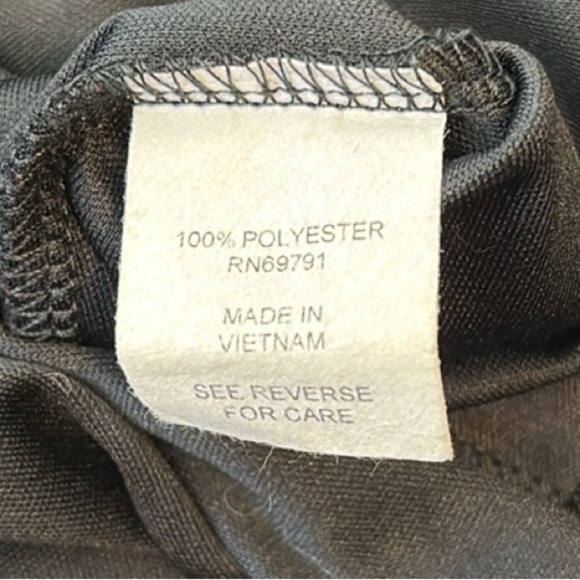 100% POLYESTER
RN69791
MADE IN
VIETNAM
SEE REVERSE
FOR CARE